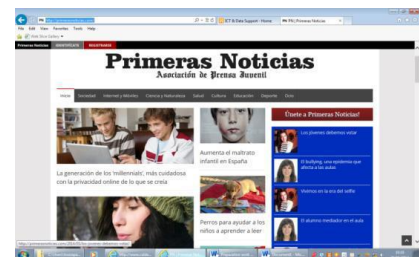 ICT & Data Support - Home
PN | Primeras Noticias
File Edit View Favorites Tools Help
Primeras Noticias IDENTIFÍCATE REGISTRARSE
Primeras Noticias
Asociación de Prensa Juvenil
Inicio Sociedad Internet y Móviles Ciencia y Naturaleza Salud Cultura Educación Deporte Ocio
La generación de los 'millennials', más cuidadosa
con la privacidad online de lo que se creía
Aumenta el maltrato
infantil en España
Perros para ayudar a los
niños a aprender a leer
Únete a Primeras Noticias!
Los jóvenes debemos votar
El bullying, una epidemia que
afecta a las aulas
Vivimos en la era del selfie
El alumno mediador en el aula